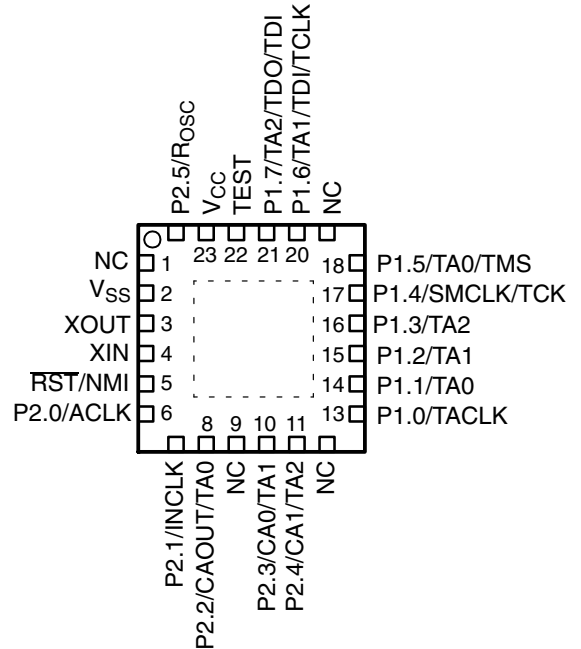 P2.5/ROSC
VCC
TEST
P1.7/TA2/TDO/TDI
P1.6/TA1/TDI/TCLK
NC
23 22 21 20
NC 1
VSS 2
XOUT 3
XIN 4
RST/NMI 5
P2.0/ACLK 6
18 P1.5/TA0/TMS
17 P1.4/SMCLK/TCK
16 P1.3/TA2
15 P1.2/TA1
14 P1.1/TA0
13 P1.0/TACLK
8 9 10 11
P2.1/INCLK
P2.2/CAOUT/TA0
NC
P2.3/CA0/TA1
P2.4/CA1/TA2
NC